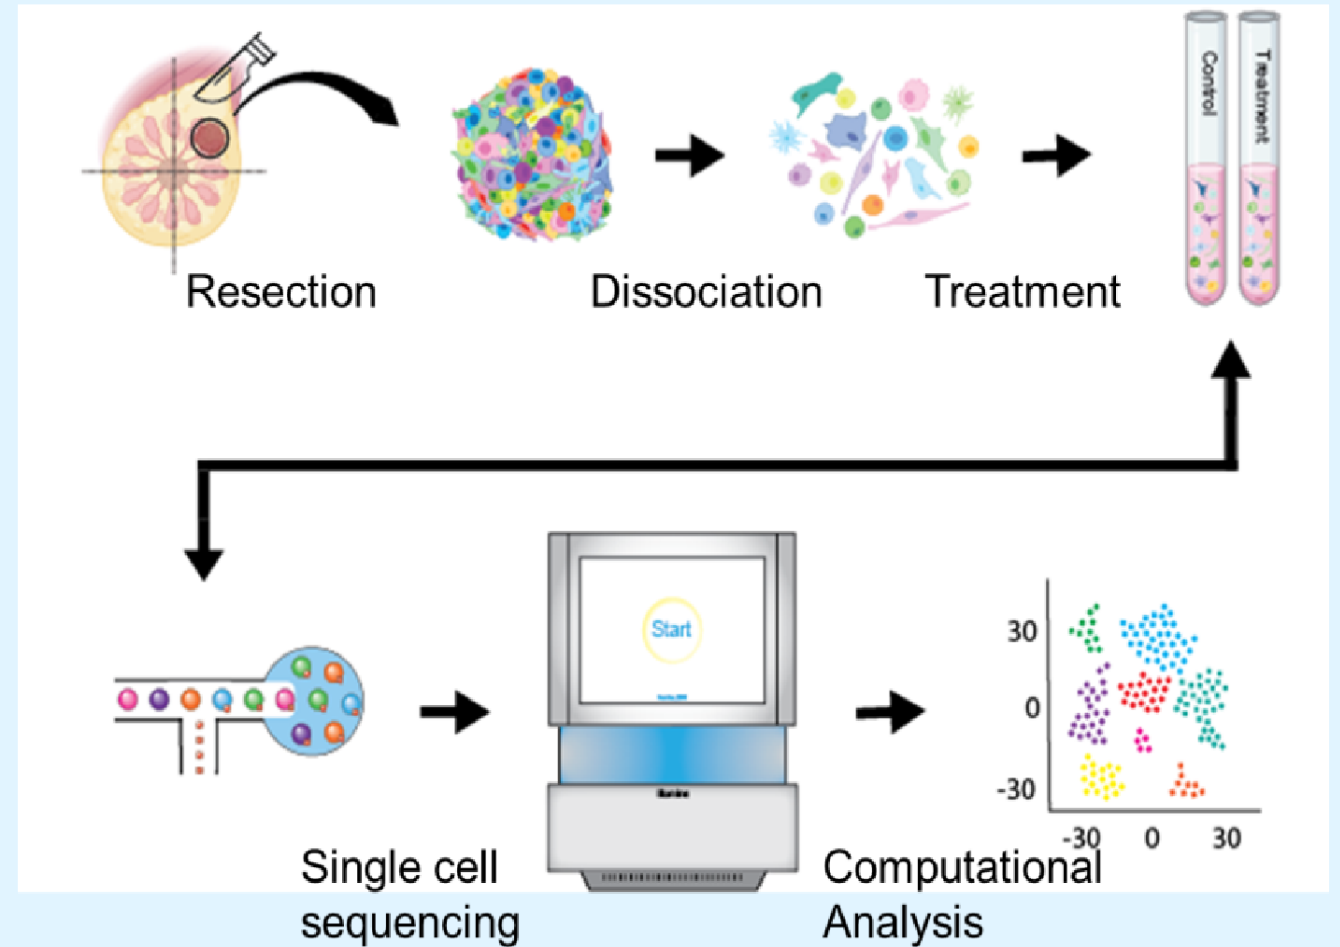 Control
Treatment
Resection
Dissociation
Treatment
Start
30
0
-30
-30
0
30
Single cell
sequencing
Computational
Analysis